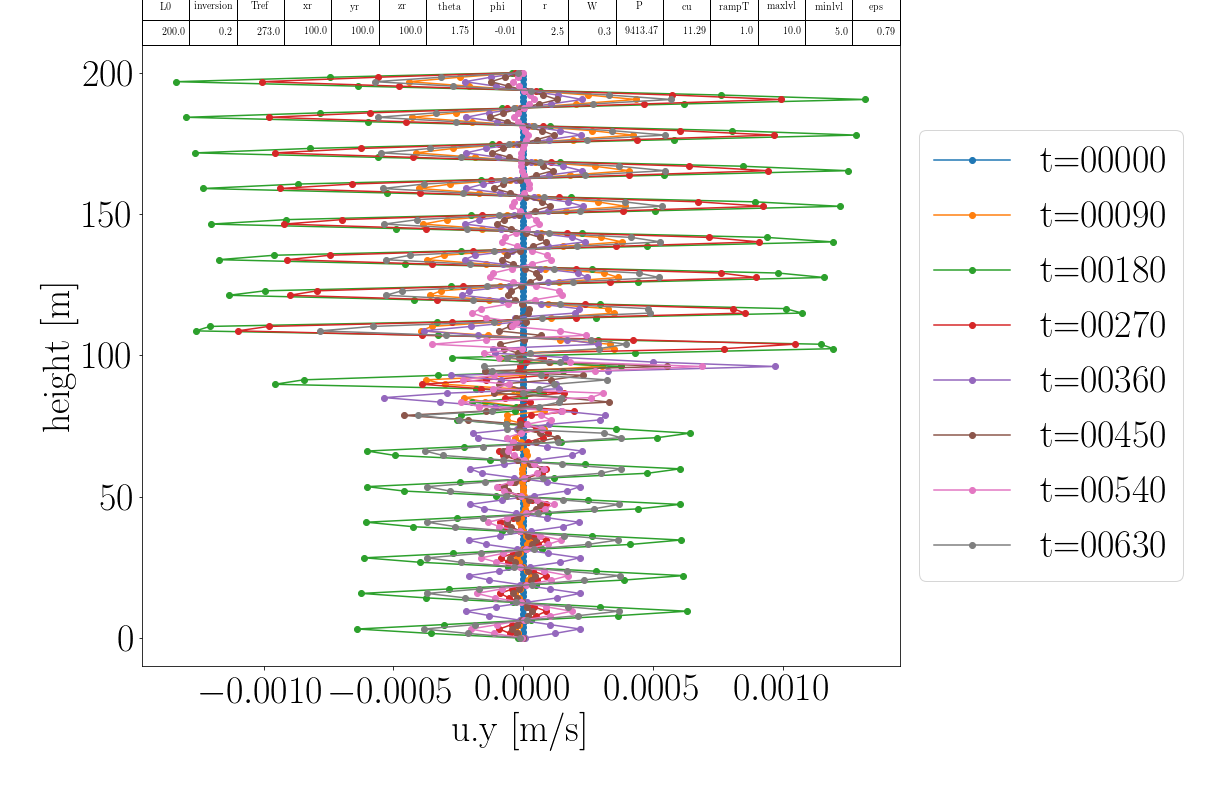 L0 inversion Tref xr yr zr theta phi r W P cu rampT maxlvl minlvl eps
200.0 0.2 273.0 100.0 100.0 100.0 1.75 -0.01 2.5 0.3 9413.47 11.29 1.0 10.0 5.0 0.79
200
150
100
50
0
height [m]
−0.0010 −0.0005 0.0000 0.0005 0.0010
u.y [m/s]
t=00000
t=00090
t=00180
t=00270
t=00360
t=00450
t=00540
t=00630